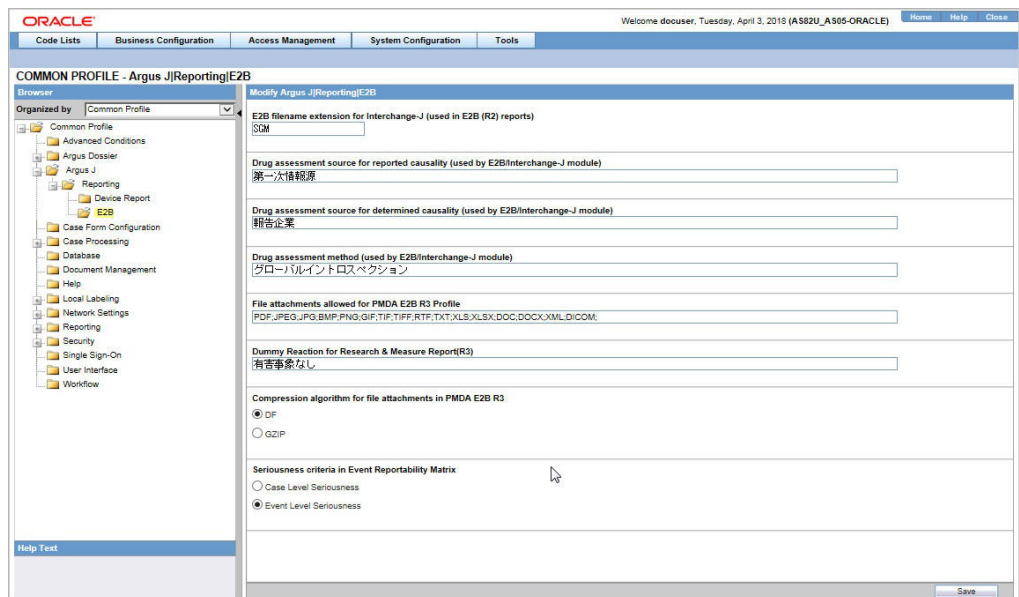 ORACLE
Welcome docuser, Tuesday, April 3, 2018 (AS82U_AS05-ORACLE)
Home Help Close
Code Lists Business Configuration Access Management System Configuration Tools
COMMON PROFILE - Argus J|Reporting|E2B
Browser
Organized by Common Profile
Common Profile
Advanced Conditions
Argus Dossier
Argus J
Reporting
Device Report
E2B
Case Form Configuration
Case Processing
Database
Document Management
Help
Local Labeling
Network Settings
Reporting
Security
Single Sign-On
User Interface
Workflow
Help Text
Modify Argus J|Reporting|E2B
E2B filename extension for Interchange-J (used in E2B (R2) reports)
SGM
Drug assessment source for reported causality (used by E2B/Interchange-J module)
第一次情報源
Drug assessment source for determined causality (used by E2B/Interchange-J module)
報告企業
Drug assessment method (used by E2B/Interchange-J module)
グローバルイントロスペクション
File attachments allowed for PMDA E2B R3 Profile
PDF;JPEG;JPG;BMP;PNG;GIF;TIF;TIFF;RTF;TXT;XLS;XLSX;DOC;DOCX;XML;DICOM;
Dummy Reaction for Research & Measure Report(R3)
有害事象なし
Compression algorithm for file attachments in PMDA E2B R3
DF
GZIP
Seriousness criteria in Event Reportability Matrix
Case Level Seriousness
Event Level Seriousness
Save